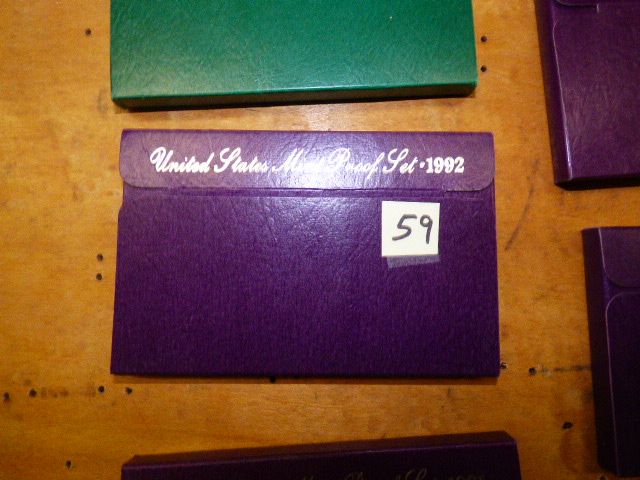 United States Mint Proof Set · 1992
59